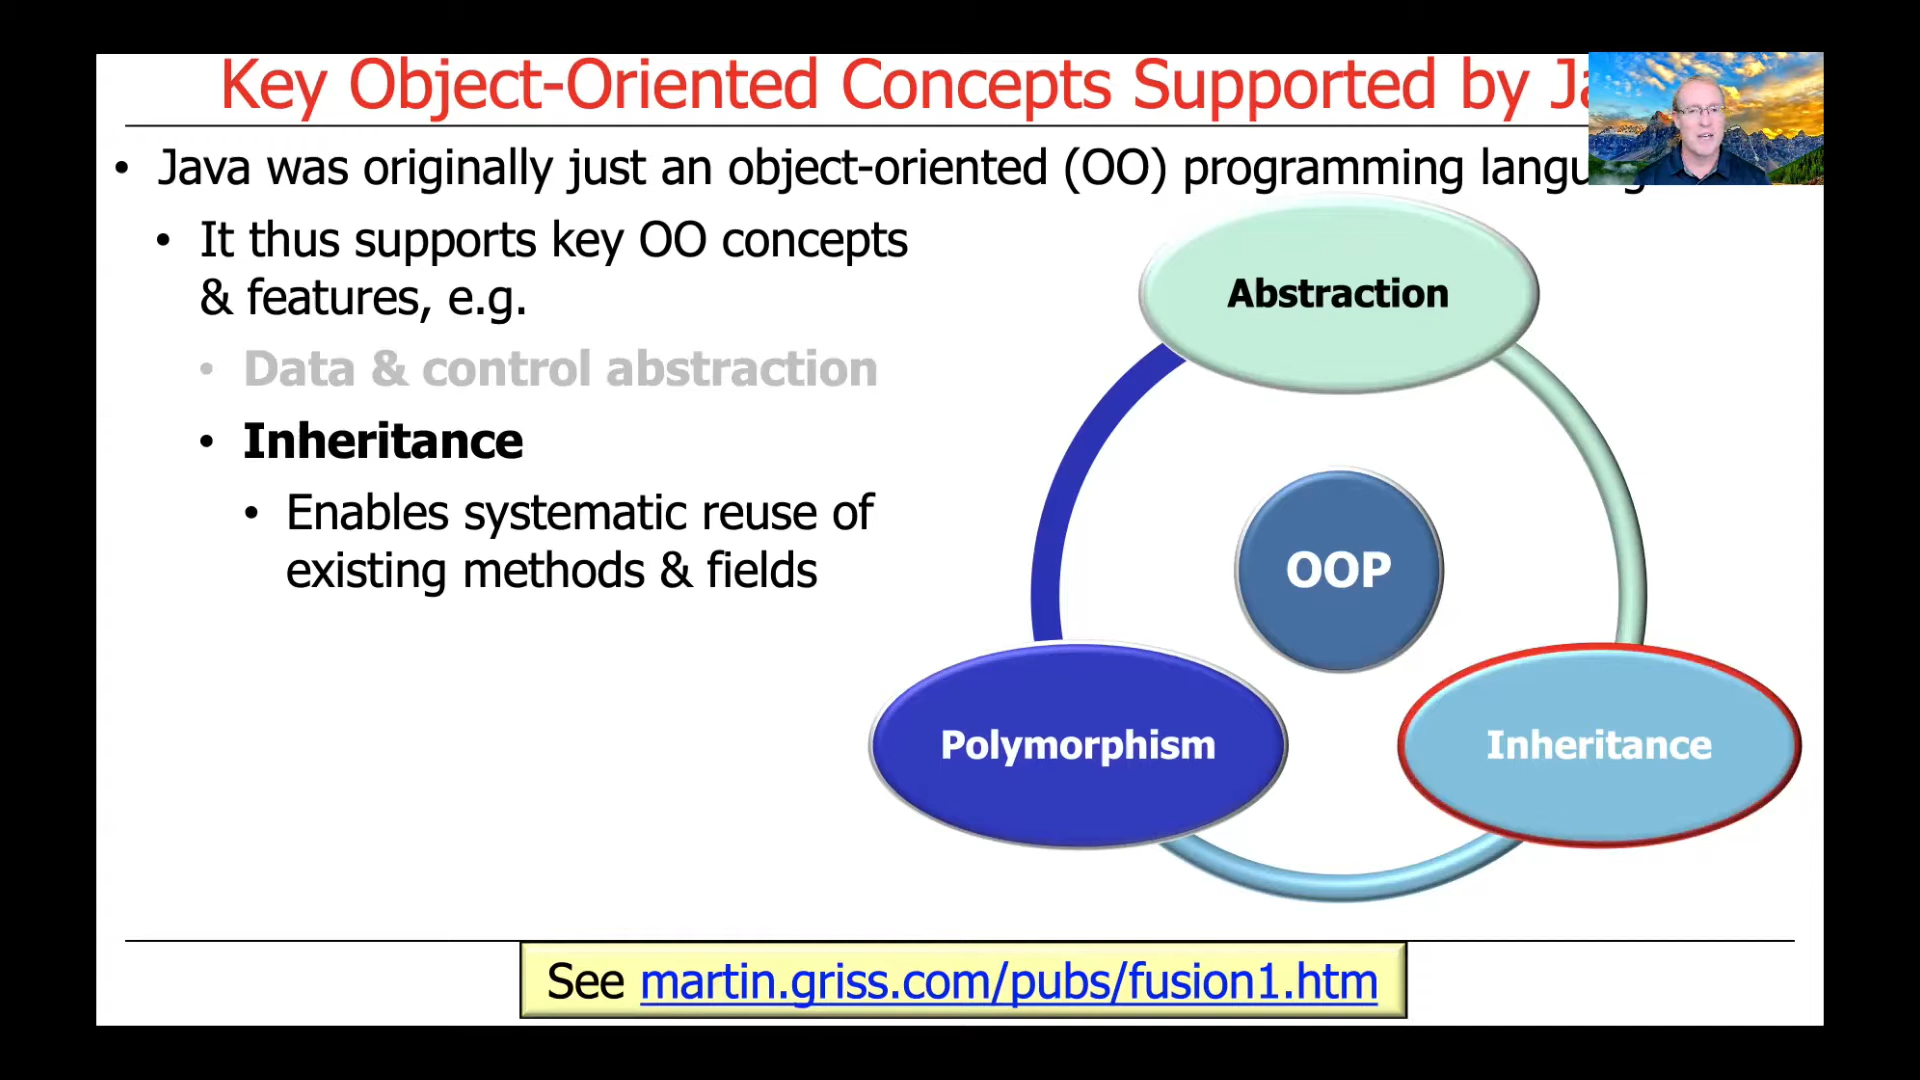 Key Object-Oriented Concepts Supported by
• Java was originally just an object-oriented (OO) programming
• It thus supports key OO concepts
& features, e.g.
• Data & control abstraction
• Inheritance
• Enables systematic reuse of
existing methods & fields
Abstraction
OOP
Polymorphism
Inheritance
See martin.griss.com/pubs/fusion1.htm